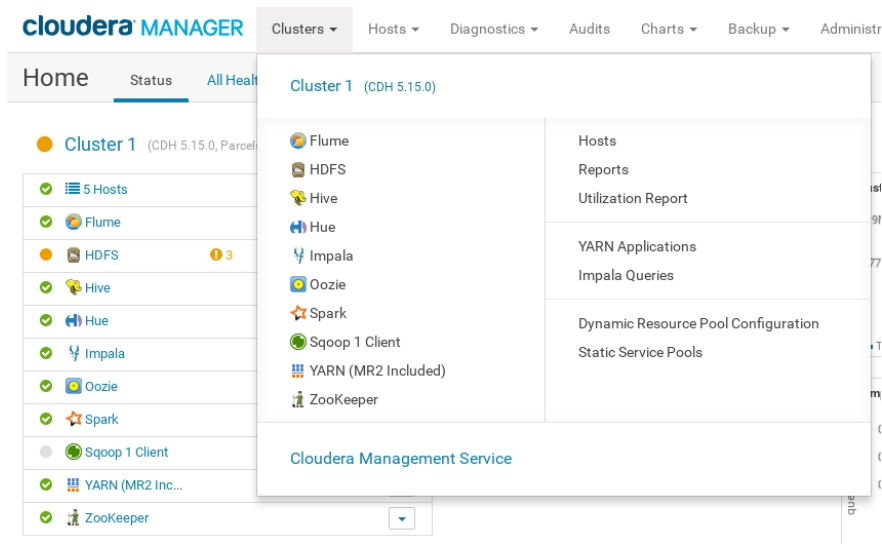 cloudera MANAGER
Clusters
Hosts
Diagnostics
Audits
Charts
Backup
Home
Status
Cluster 1 (CDH 5.15.0)
Cluster 1 (CDH 5.15.0,
5 Hosts
Flume
HDFS
3
Hive
Hue
Impala
Oozie
Spark
Sqoop 1 Client
YARN (MR2 Inc...
ZooKeeper
Flume
HDFS
Hive
Hue
Impala
Oozie
Spark
Sqoop 1 Client
YARN (MR2 Included)
ZooKeeper
Hosts
Reports
Utilization Report
YARN Applications
Impala Queries
Dynamic Resource Pool Configuration
Static Service Pools
Cloudera Management Service